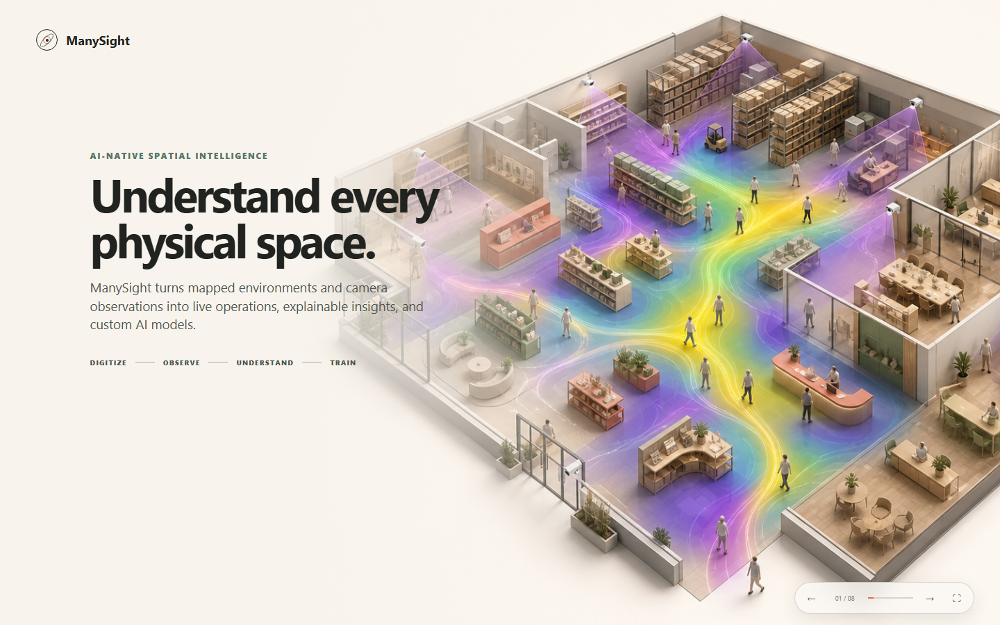 ManySight
AI-NATIVE SPATIAL INTELLIGENCE
Understand every
physical space.
ManySight turns mapped environments and camera
observations into live operations, explainable insights, and
custom AI models.
DIGITIZE — OBSERVE — UNDERSTAND — TRAIN
← 01 / 08 →